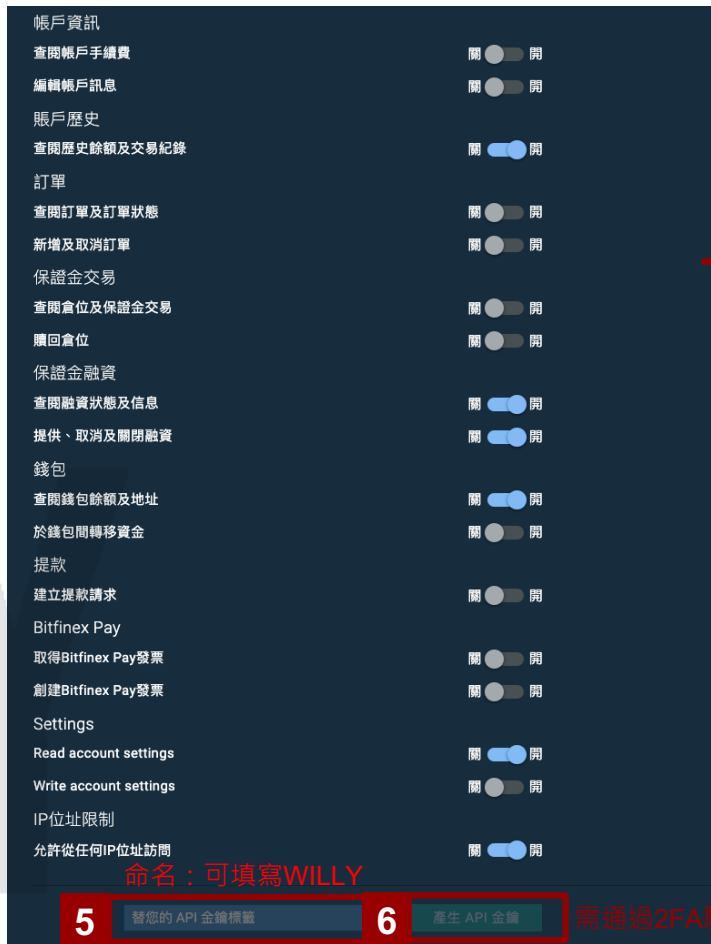 帳戶資訊
查閱帳戶手續費 關 開
編輯帳戶訊息 關 開
賬戶歷史
查閱歷史餘額及交易紀錄 關 開
訂單
查閱訂單及訂單狀態 關 開
新增及取消訂單 關 開
保證金交易
查閱倉位及保證金交易 關 開
贖回倉位 關 開
保證金融資
查閱融資狀態及信息 關 開
提供、取消及關閉融資 關 開
錢包
查閱錢包餘額及地址 關 開
於錢包間轉移資金 關 開
提款
建立提款請求 關 開
Bitfinex Pay
取得Bitfinex Pay發票 關 開
創建Bitfinex Pay發票 關 開
Settings
Read account settings 關 開
Write account settings 關 開
IP位址限制
允許從任何IP位址訪問 關 開
命名：可填寫WILLY
5 替您的 API 金鑰標籤 6 產生 API 金鑰 需通過2FA